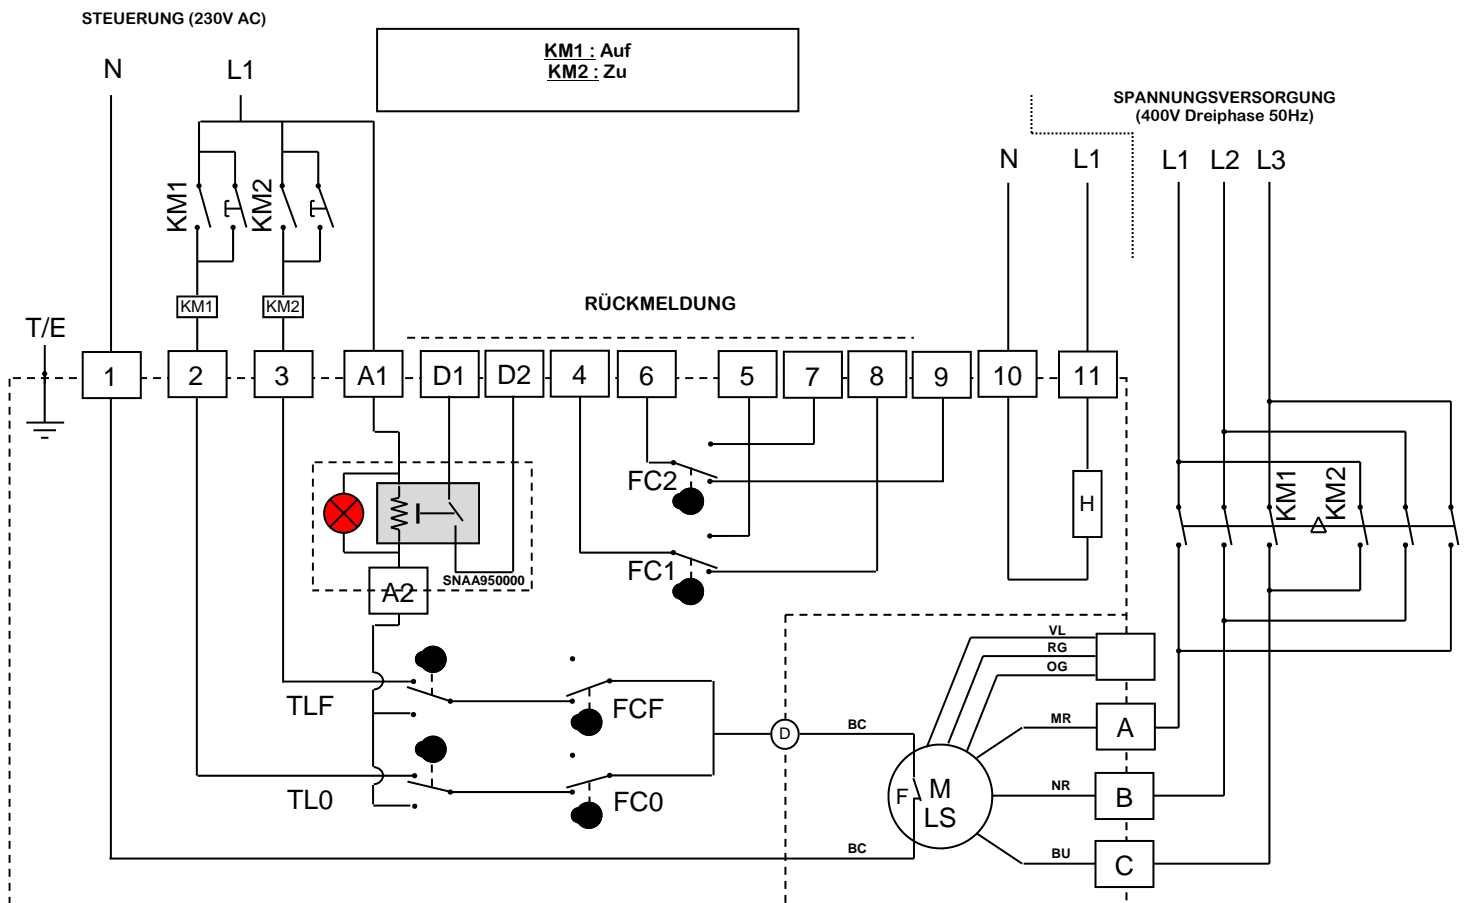 STEUERUNG (230V AC)
KM1 : Auf
KM2 : Zu
N
L1
SPANNUNGSVERSORGUNG
(400V Dreiphase 50Hz)
N
L1
L1
L2
L3
KM1
KM2
KM1
KM2
RÜCKMELDUNG
T/E
1
2
3
A1
D1
D2
4
6
5
7
8
9
10
11
FC2
FC1
H
KM1
KM2
SNAA950000
A2
VL
RG
OG
TLF
FCF
D
BC
MR
A
TL0
FC0
F
M
LS
NR
B
BC
BU
C